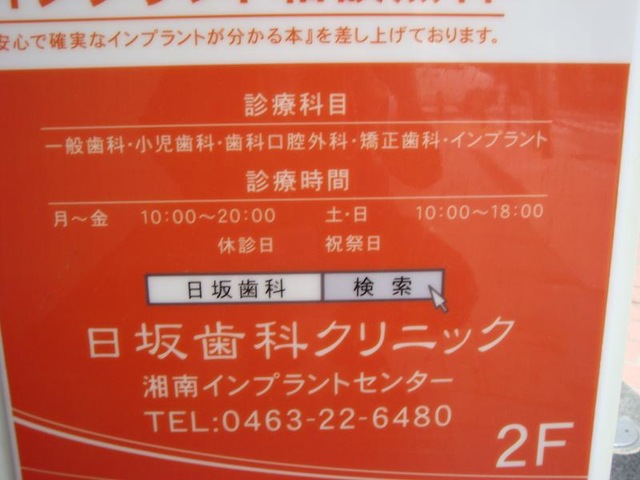 安心で確実なインプラントが分かる本』を差し上げております。
診療科目
一般歯科・小児歯科・歯科口腔外科・矯正歯科・インプラント
診療時間
月～金 10:00～20:00 土・日 10:00～18:00
休診日 祝祭日
日坂歯科 検索
日坂歯科クリニック
湘南インプラントセンター
TEL:0463-22-6480
2F